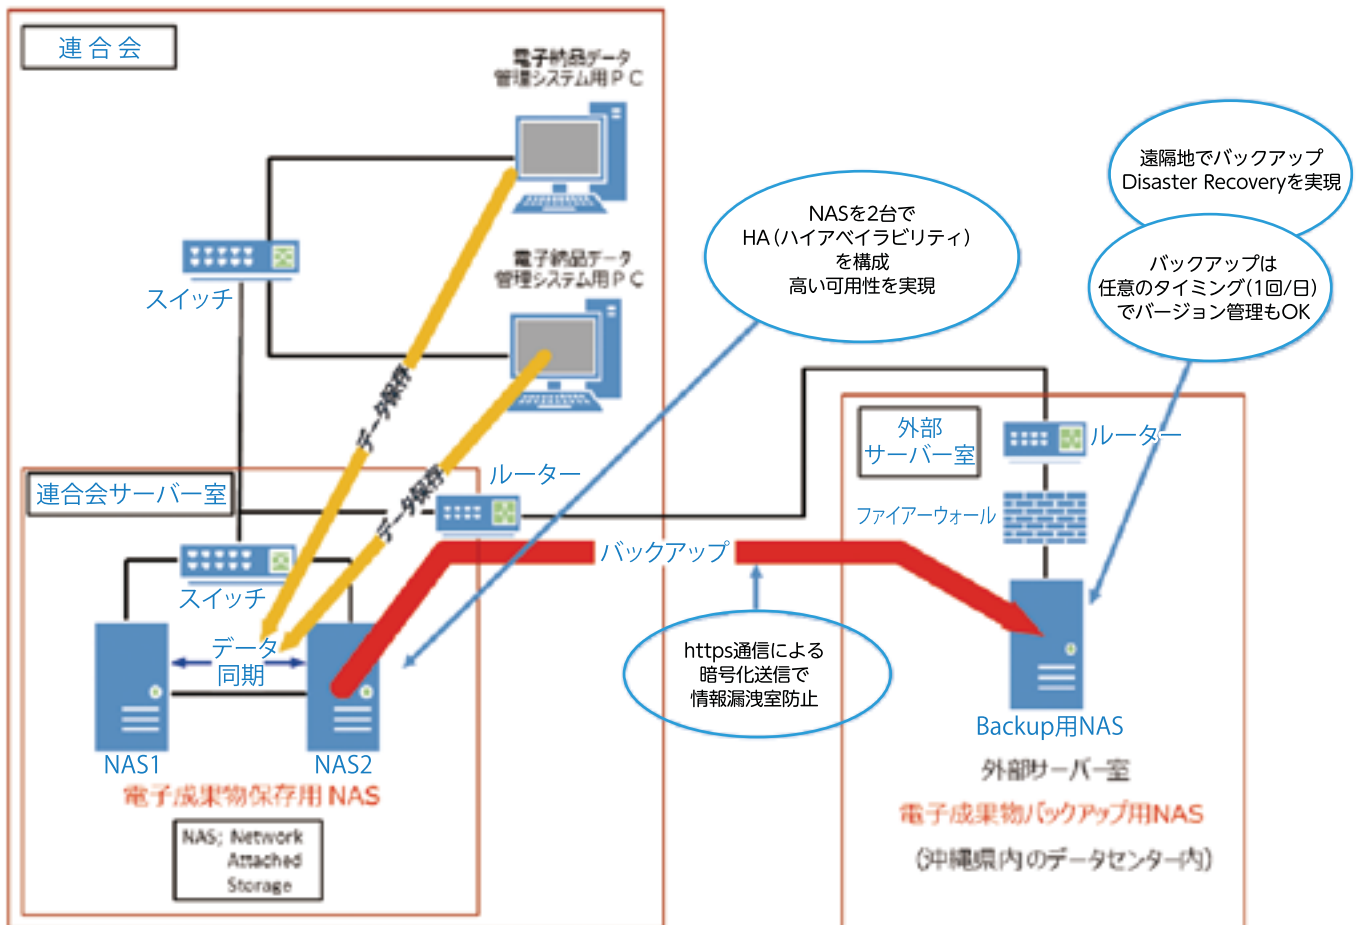 連合会
電子納品データ
管理システム用PC
電子納品データ
管理システム用PC
スイッチ
データ保存
データ保存
NASを2台で
HA(ハイアベイラビリティ)
を構成
高い可用性を実現
遠隔地でバックアップ
Disaster Recoveryを実現
バックアップは
任意のタイミング(1回/日)
でバージョン管理もOK
連合会サーバー室
ルーター
スイッチ
データ
同期
NAS1
NAS2
電子成果物保存用NAS
NAS; Network
Attached
Storage
バックアップ
https通信による
暗号化送信で
情報漏洩室防止
外部
サーバー室
ルーター
ファイアーウォール
Backup用NAS
外部サーバー室
電子成果物バックアップ用NAS
(沖縄県内のデータセンター内)